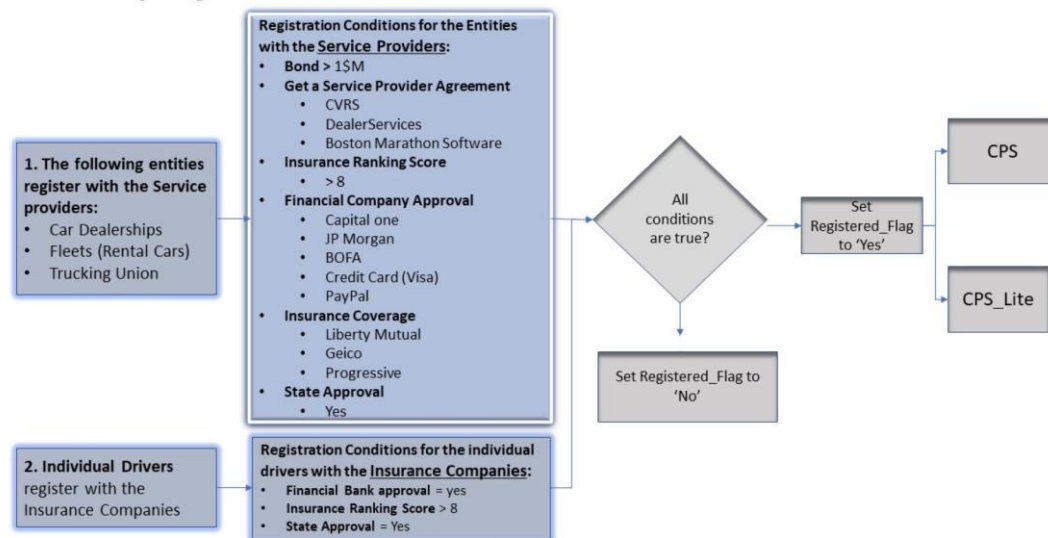 1. The following entities
register with the Service
providers:
• Car Dealerships
• Fleets (Rental Cars)
• Trucking Union
Registration Conditions for the Entities
with the Service Providers:
• Bond > 1$M
• Get a Service Provider Agreement
• CVRS
• DealerServices
• Boston Marathon Software
• Insurance Ranking Score
• > 8
• Financial Company Approval
• Capital one
• JP Morgan
• BOFA
• Credit Card (Visa)
• PayPal
• Insurance Coverage
• Liberty Mutual
• Geico
• Progressive
• State Approval
• Yes
2. Individual Drivers
register with the
Insurance Companies
Registration Conditions for the individual
drivers with the Insurance Companies:
• Financial Bank approval = yes
• Insurance Ranking Score > 8
• State Approval = Yes
All
conditions
are true?
Set Registered_Flag to
'No'
Set
Registered_Flag
to 'Yes'
CPS
CPS_Lite